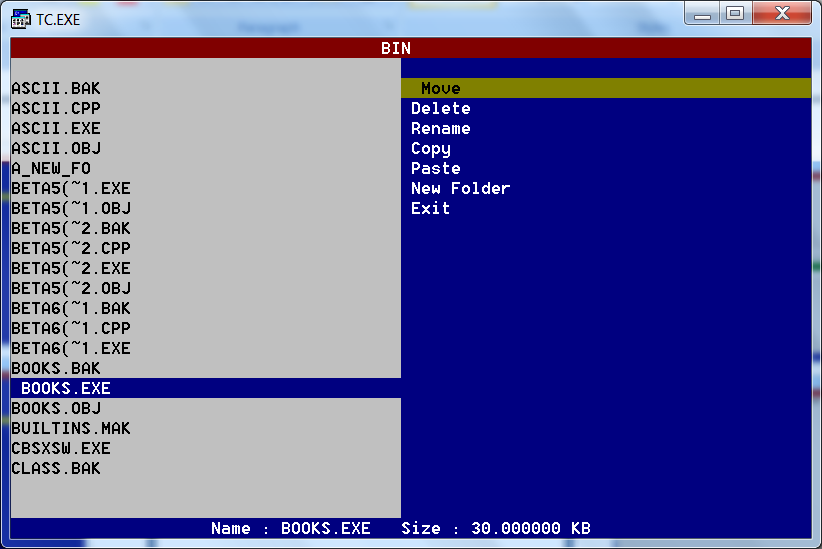 TC.EXE
BIN
ASCII.BAK
ASCII.CPP
ASCII.EXE
ASCII.OBJ
A_NEW_FO
BETA5(~1.EXE
BETA5(~1.OBJ
BETA5(~2.BAK
BETA5(~2.CPP
BETA5(~2.EXE
BETA5(~2.OBJ
BETA6(~1.BAK
BETA6(~1.CPP
BETA6(~1.EXE
BOOKS.BAK
BOOKS.EXE
BOOKS.OBJ
BUILTINS.MAK
CBSXSW.EXE
CLASS.BAK
Move
Delete
Rename
Copy
Paste
New Folder
Exit
Name : BOOKS.EXE Size : 30.000000 KB